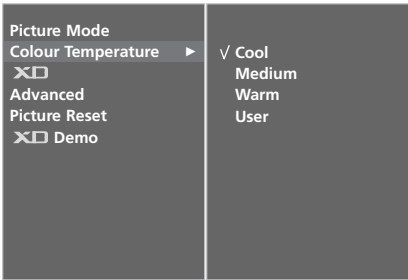 Picture Mode
Colour Temperature ►
XD
Advanced
Picture Reset
XD Demo
√ Cool
Medium
Warm
User